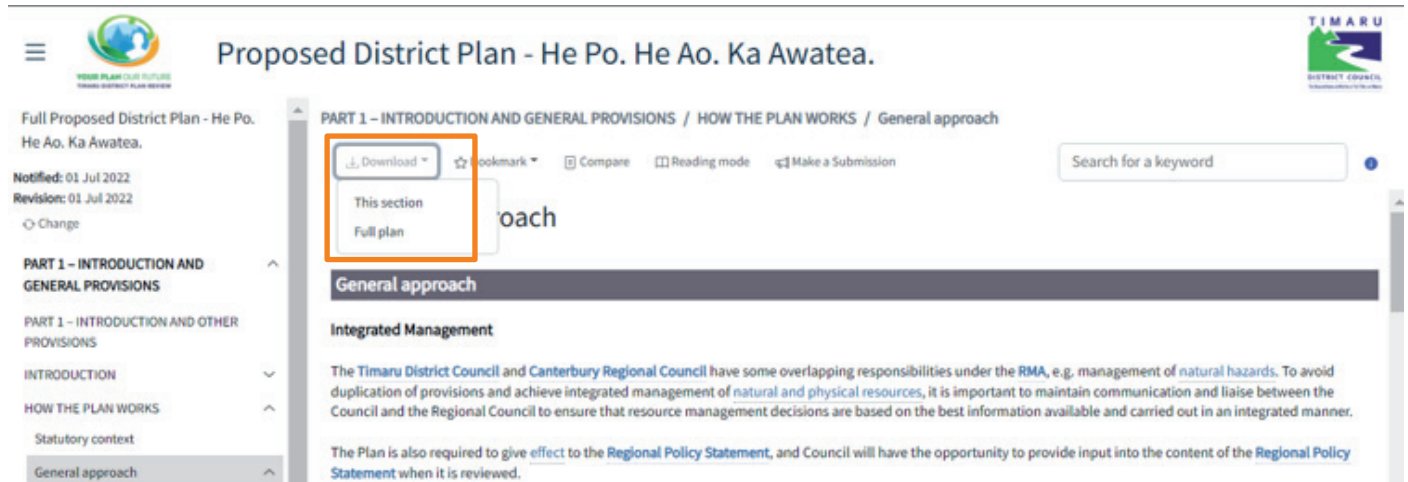 TIMARU
YOUR PLAN OUR FUTURE
TIMARU DISTRICT PLAN REVIEW
Proposed District Plan - He Po. He Ao. Ka Awatea.
DISTRICT COUNCIL
Full Proposed District Plan - He Po.
He Ao. Ka Awatea.
Notified: 01 Jul 2022
Revision: 01 Jul 2022
Change
PART 1 – INTRODUCTION AND
GENERAL PROVISIONS
PART 1 – INTRODUCTION AND OTHER
PROVISIONS
INTRODUCTION
HOW THE PLAN WORKS
Statutory context
General approach
PART 1 – INTRODUCTION AND GENERAL PROVISIONS / HOW THE PLAN WORKS / General approach
Download Bookmark Compare Reading mode Make a Submission Search for a keyword
This section
Full plan
oach
General approach
Integrated Management
The Timaru District Council and Canterbury Regional Council have some overlapping responsibilities under the RMA, e.g. management of natural hazards. To avoid
duplication of provisions and achieve integrated management of natural and physical resources, it is important to maintain communication and liaise between the
Council and the Regional Council to ensure that resource management decisions are based on the best information available and carried out in an integrated manner.
The Plan is also required to give effect to the Regional Policy Statement, and Council will have the opportunity to provide input into the content of the Regional Policy
Statement when it is reviewed.